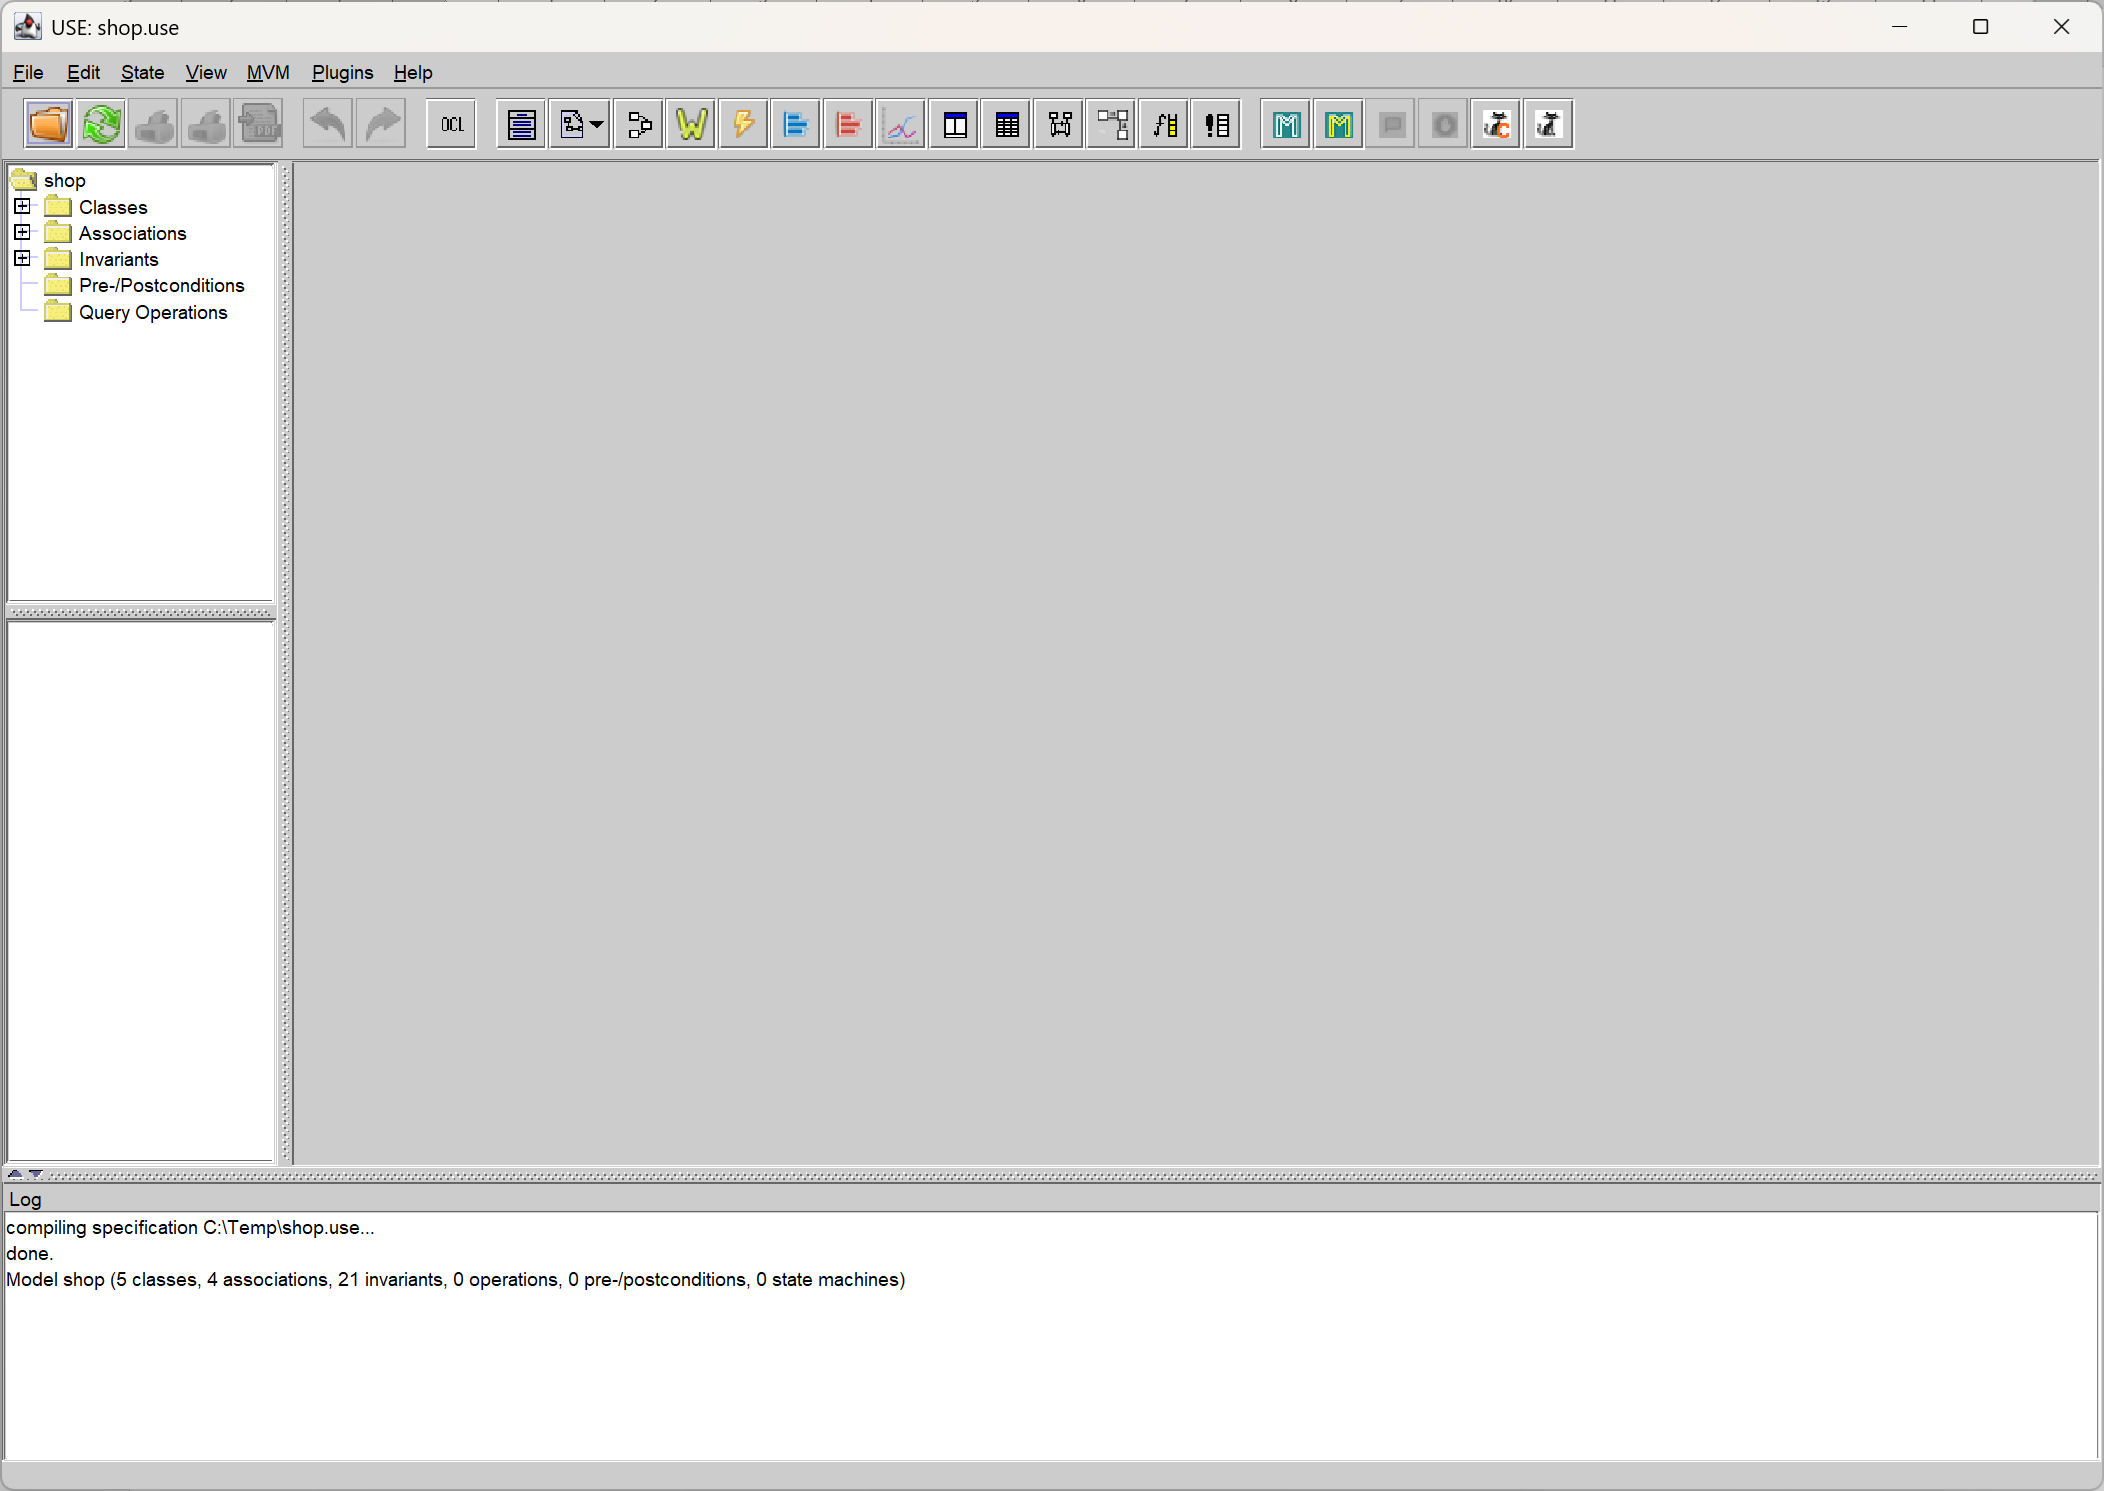 USE: shop.use
File Edit State View MVM Plugins Help
PDF OCL
shop
Classes
Associations
Invariants
Pre-/Postconditions
Query Operations
Log
compiling specification C:\Temp\shop.use...
done.
Model shop (5 classes, 4 associations, 21 invariants, 0 operations, 0 pre-/postconditions, 0 state machines)